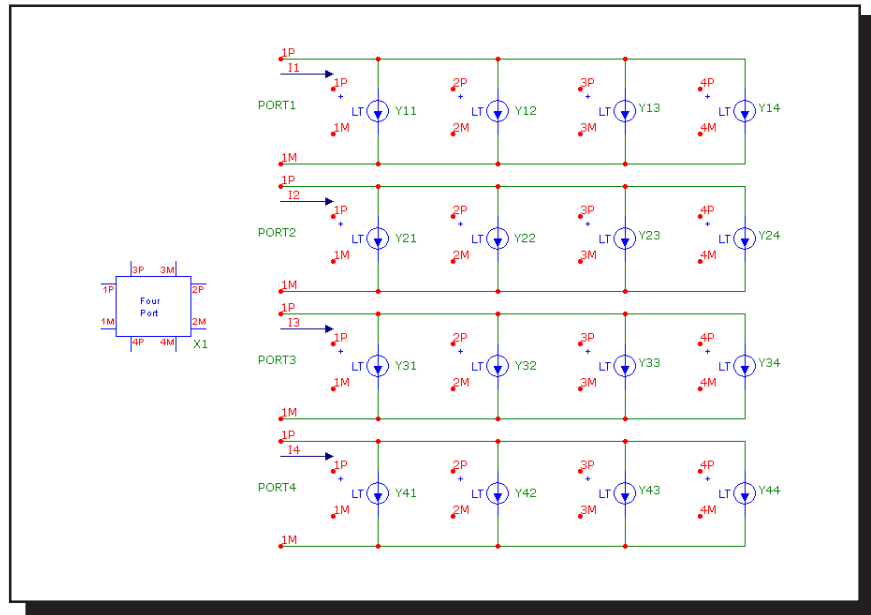 1P
I1
1P 2P 3P 4P
+ + + +
PORT1 LT Y11 LT Y12 LT Y13 LT Y14
1M 2M 3M 4M
1M
1P
I2
1P 2P 3P 4P
+ + + +
PORT2 LT Y21 LT Y22 LT Y23 LT Y24
1M 2M 3M 4M
1M
3P 3M
1P 2P
Four
Port
1M 2M
4P 4M X1
1P
I3
1P 2P 3P 4P
+ + + +
PORT3 LT Y31 LT Y32 LT Y33 LT Y34
1M 2M 3M 4M
1M
1P
I4
1P 2P 3P 4P
+ + + +
PORT4 LT Y41 LT Y42 LT Y43 LT Y44
1M 2M 3M 4M
1M